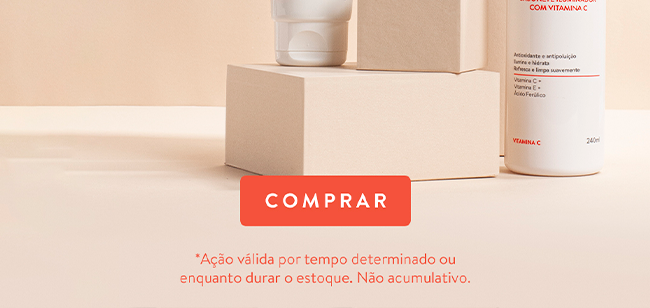 COM VITAMINA C
Antioxidante e antipoluição
Ilumina e hidrata
Refresca e limpa suavemente
Vitamina C +
Vitamina E +
Ácido Ferúlico
VITAMINA C 240ml
COMPRAR
*Ação válida por tempo determinado ou
enquanto durar o estoque. Não acumulativo.